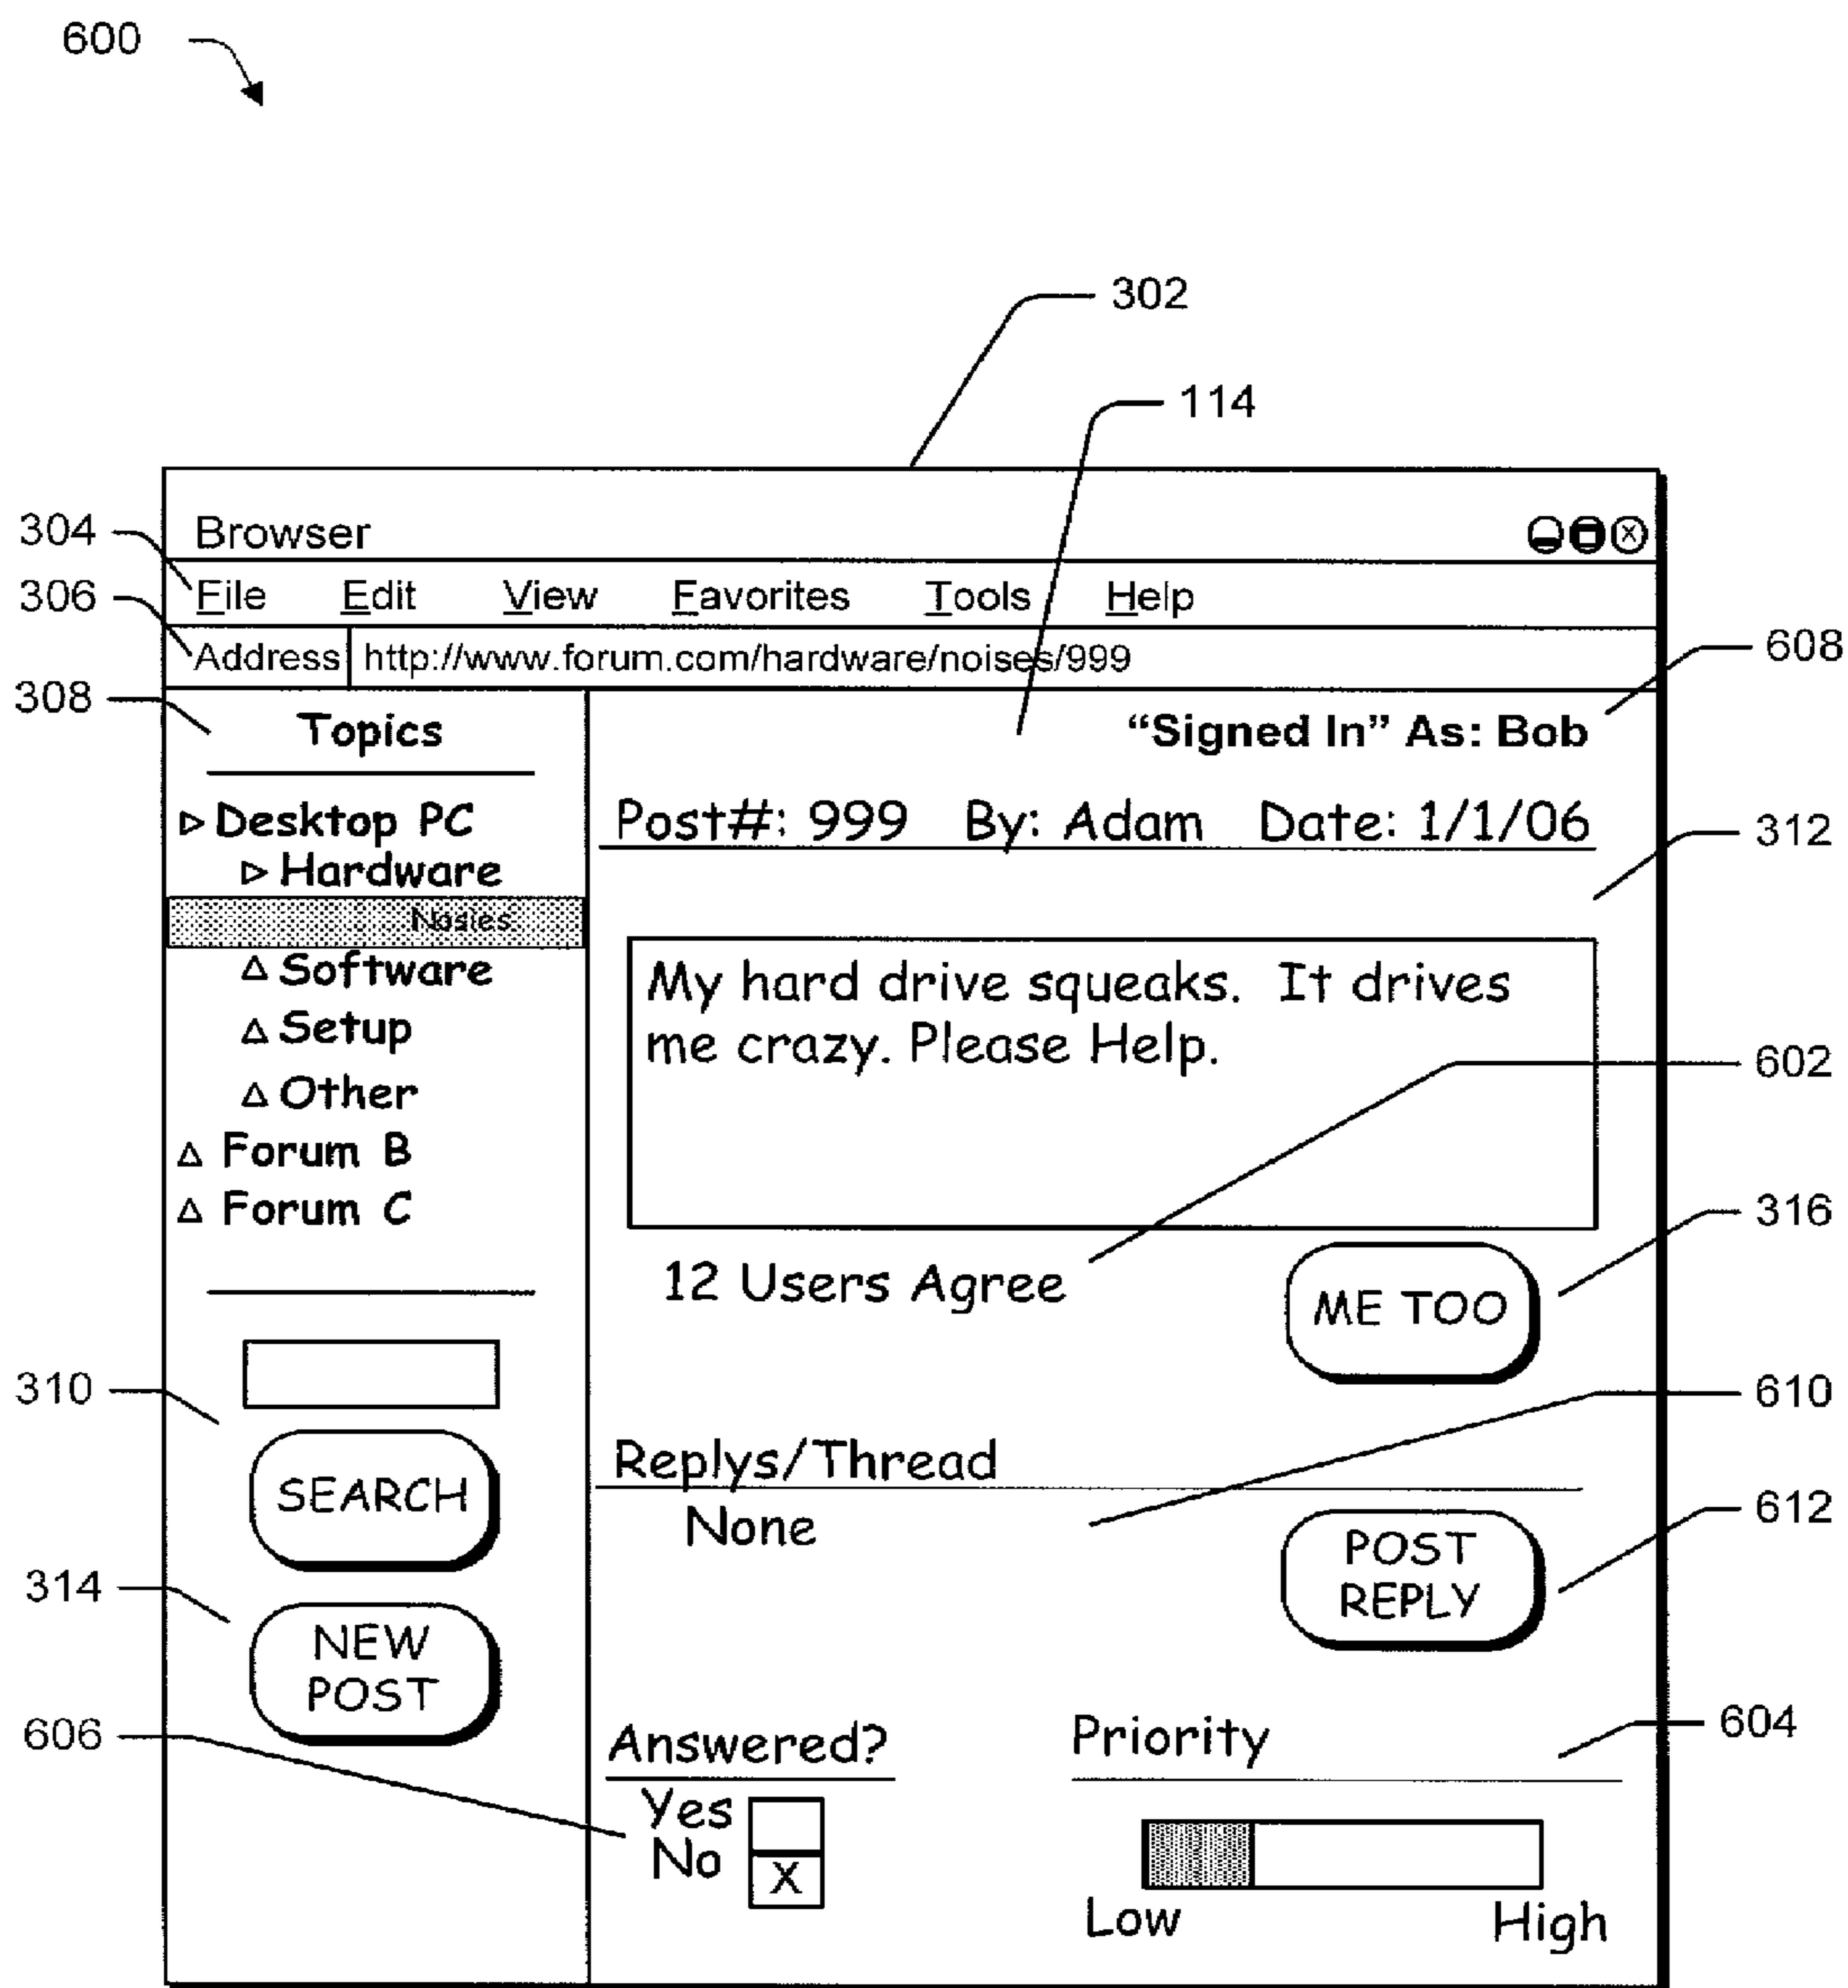 600
302
114
Browser
304
File Edit View Favorites Tools Help
306
Address http://www.forum.com/hardware/noises/999
608
308
Topics
"Signed In" As: Bob
Desktop PC
Post#: 999 By: Adam Date: 1/1/06
312
Hardware
Nosies
Software
My hard drive squeaks. It drives
me crazy. Please Help.
Setup
602
Other
Forum B
Forum C
316
12 Users Agree
ME TOO
310
610
SEARCH
Replys/Thread
None
612
POST
REPLY
314
NEW
POST
606
Answered?
Priority
604
Yes
No
X
Low High